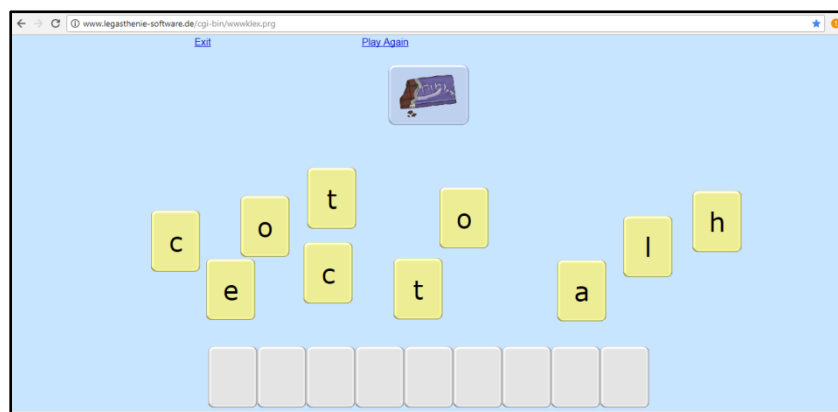 www.legasthenie-software.de/cgi-bin/wwwklex.prg
Exit Play Again
t
c o o h
e c t a l